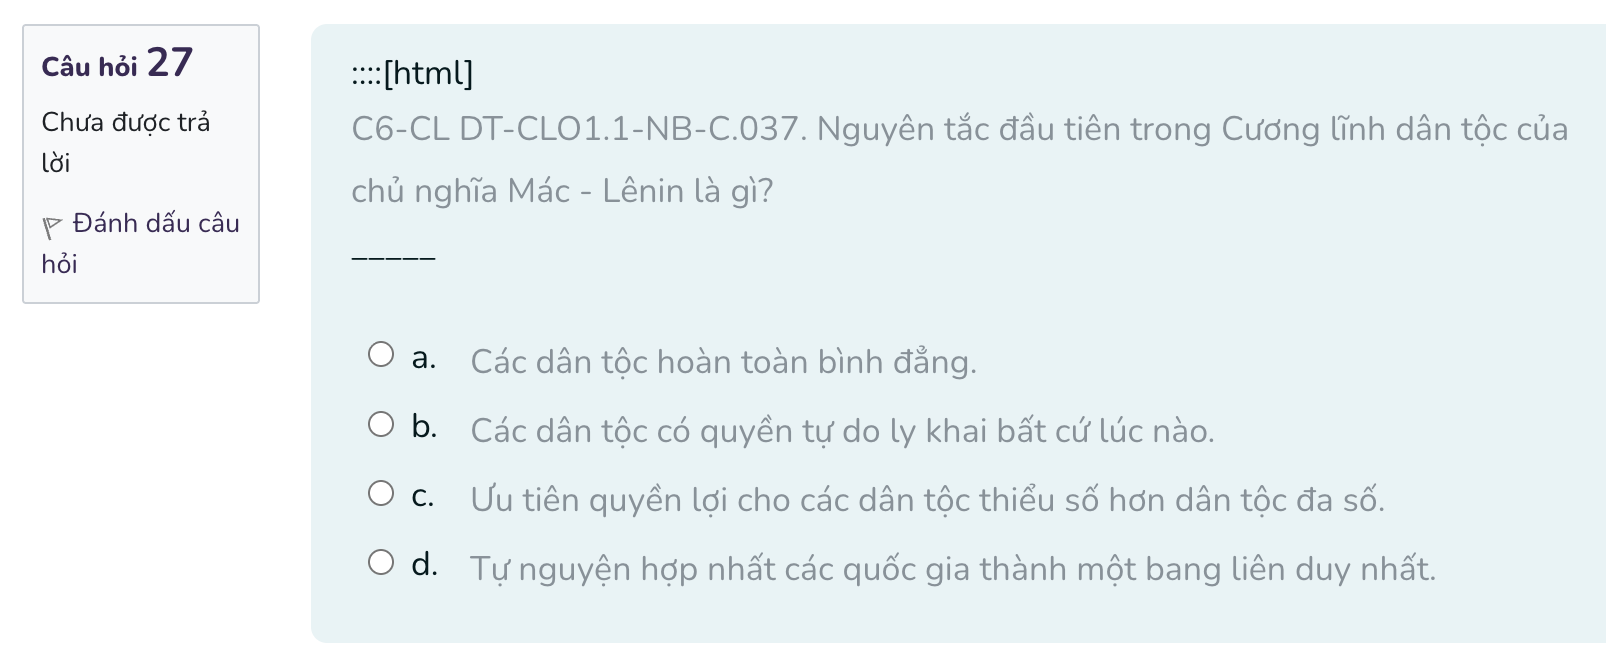 Câu hỏi 27
Chưa được trả
lời
Đánh dấu câu
hỏi
::::[html]
C6-CL DT-CLO1.1-NB-C.037. Nguyên tắc đầu tiên trong Cương lĩnh dân tộc của
chủ nghĩa Mác - Lênin là gì?
_____
a. Các dân tộc hoàn toàn bình đẳng.
b. Các dân tộc có quyền tự do ly khai bất cứ lúc nào.
c. Ưu tiên quyền lợi cho các dân tộc thiểu số hơn dân tộc đa số.
d. Tự nguyện hợp nhất các quốc gia thành một bang liên duy nhất.